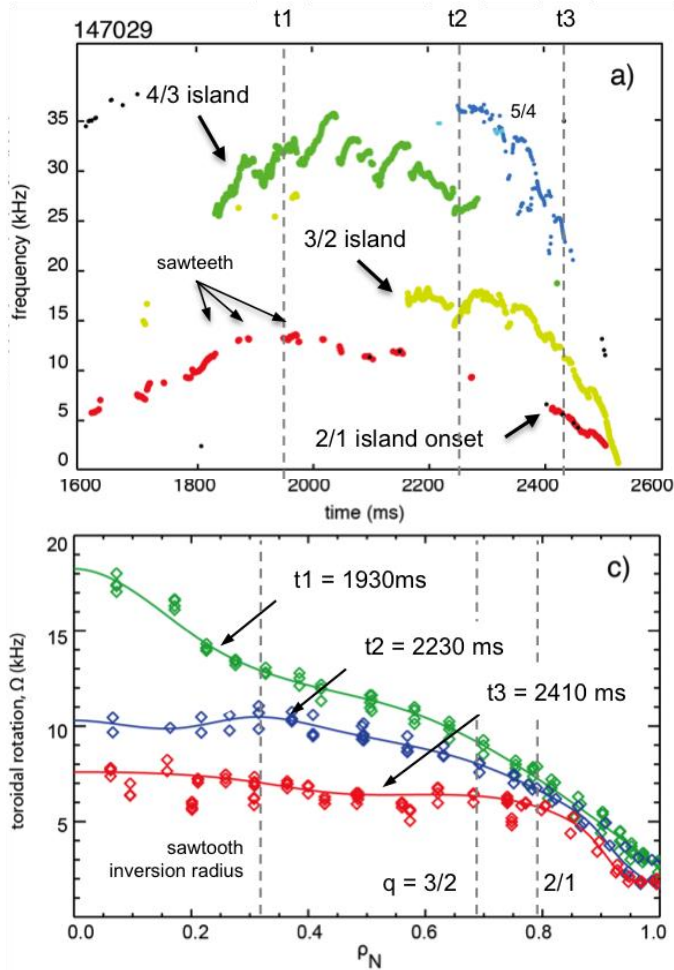 147029 t1 t2 t3
a)
4/3 island
5/4
3/2 island
sawteeth
2/1 island onset
35
30
25
20
15
10
5
0
frequency (kHz)
1600 1800 2000 2200 2400 2600
time (ms)
c)
t1 = 1930ms
t2 = 2230 ms
t3 = 2410 ms
sawtooth
inversion radius
q = 3/2
2/1
20
15
10
5
toroidal rotation, Ω (kHz)
0.0 0.2 0.4 0.6 0.8 1.0
ρN